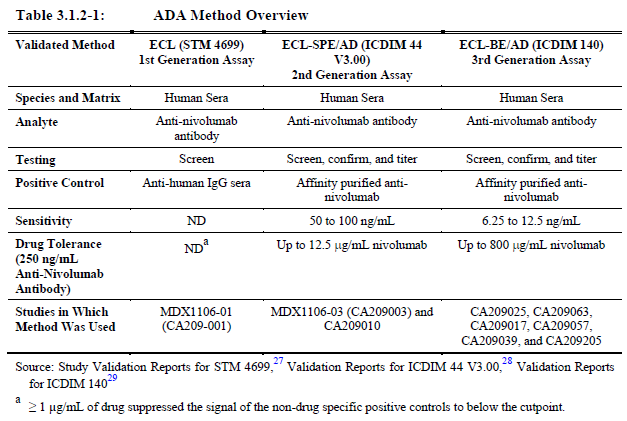 Table 3.1.2-1: ADA Method Overview
Validated Method ECL (STM 4699) ECL-SPE/AD (ICDIM 44 ECL-BE/AD (ICDIM 140)
1st Generation Assay V3.00) 3rd Generation Assay
2nd Generation Assay
Species and Matrix Human Sera Human Sera Human Sera
Analyte Anti-nivolumab Anti-nivolumab antibody Anti-nivolumab antibody
antibody
Testing Screen Screen, confirm, and titer Screen, confirm, and titer
Positive Control Anti-human IgG sera Affinity purified anti- Affinity purified anti-
nivolumab nivolumab
Sensitivity ND 50 to 100 ng/mL 6.25 to 12.5 ng/mL
Drug Tolerance NDa Up to 12.5 μg/mL nivolumab Up to 800 μg/mL nivolumab
(250 ng/mL
Anti-Nivolumab
Antibody)
Studies in Which MDX1106-01 MDX1106-03 (CA209003) and CA209025, CA209063,
Method Was Used (CA209-001) CA209010 CA209017, CA209057,
CA209039, and CA209205
Source: Study Validation Reports for STM 4699,27 Validation Reports for ICDIM 44 V3.00,28 Validation Reports
for ICDIM 14029
a ≥ 1 μg/mL of drug suppressed the signal of the non-drug specific positive controls to below the cutpoint.